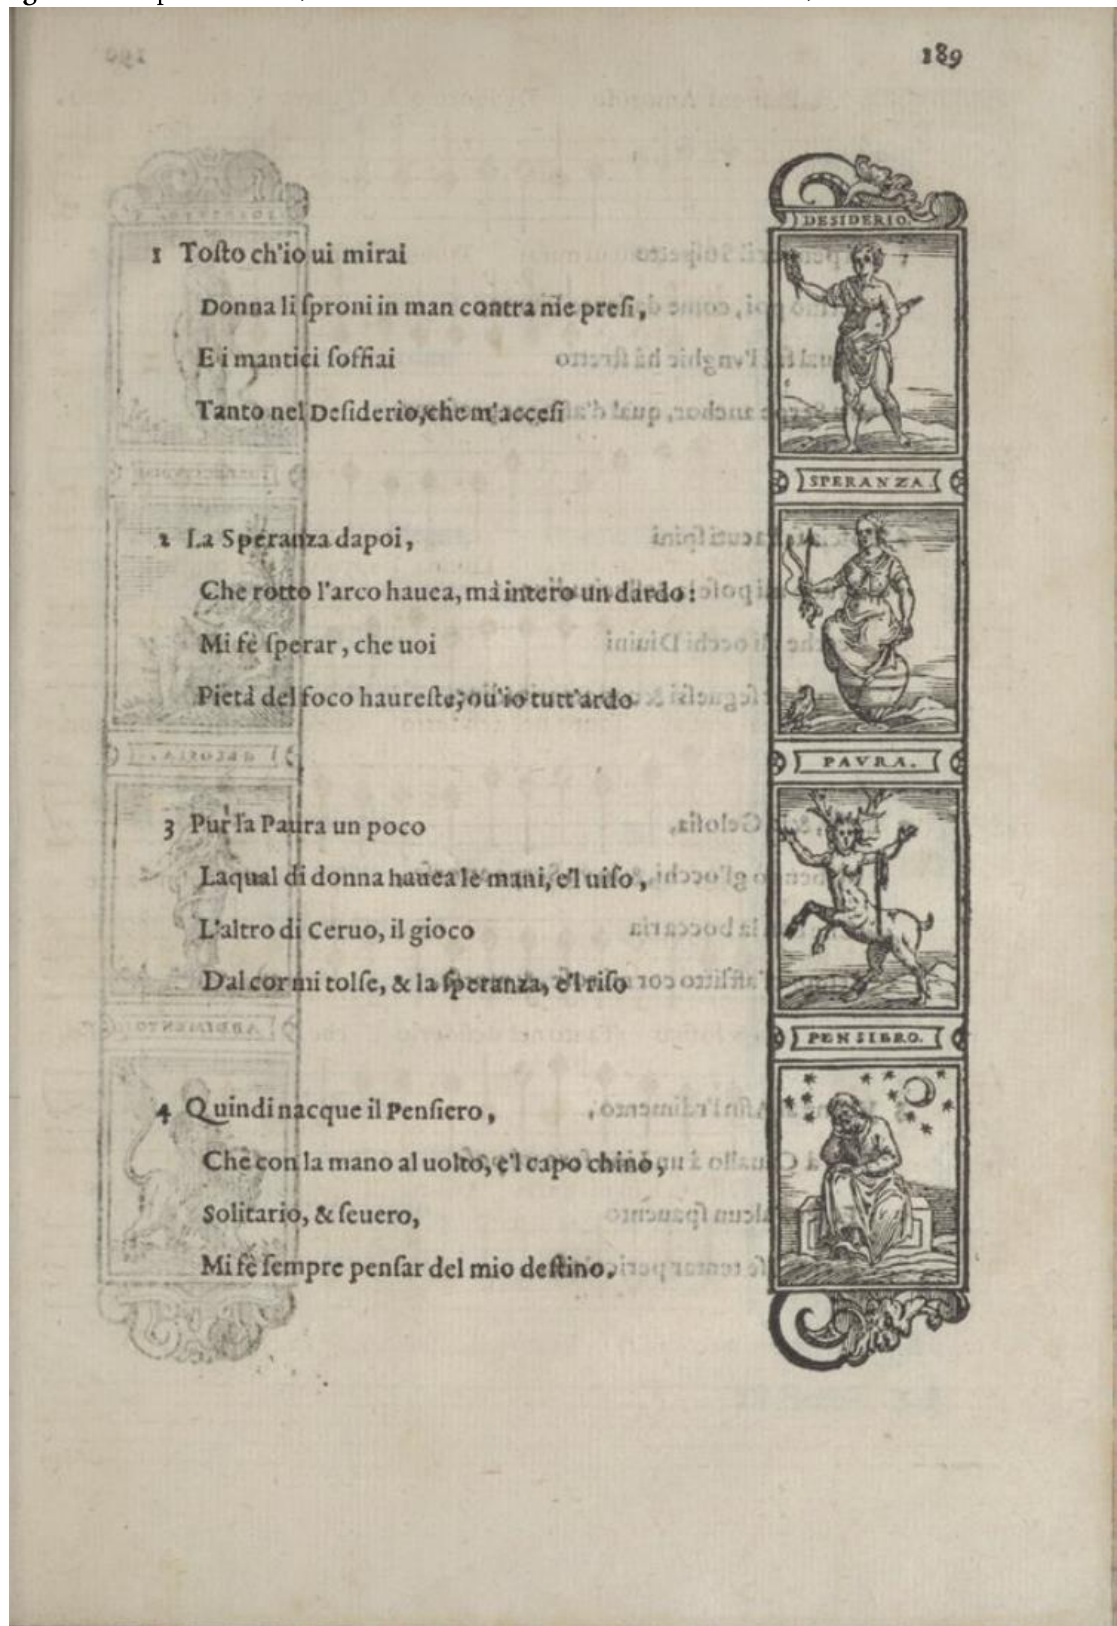 189
1 Tosto ch'io ui mirai
Donna li sproni in man contra me presi,
E i mantici soffiai
Tanto nel Desiderio, che m'accesi
2 La Speranza dapoi,
Che rotto l'arco hauea, mà intero un dardo:
Mi fè sperar, che uoi
Pietà del foco haureste, ou'io tutt'ardo
3 Pur la Paura un poco
Laqual di donna hauea le mani, e'l uiso,
L'altro di Ceruo, il gioco
Dal cor mi tolse, & la speranza, e'l riso
4 Quindi nacque il Pensiero,
Che con la mano al uolto, e'l capo chino,
Solitario, & seuero,
Mi fè sempre pensar del mio destino.
DESIDERIO.
SPERANZA.
PAVRA.
PENSIERO.